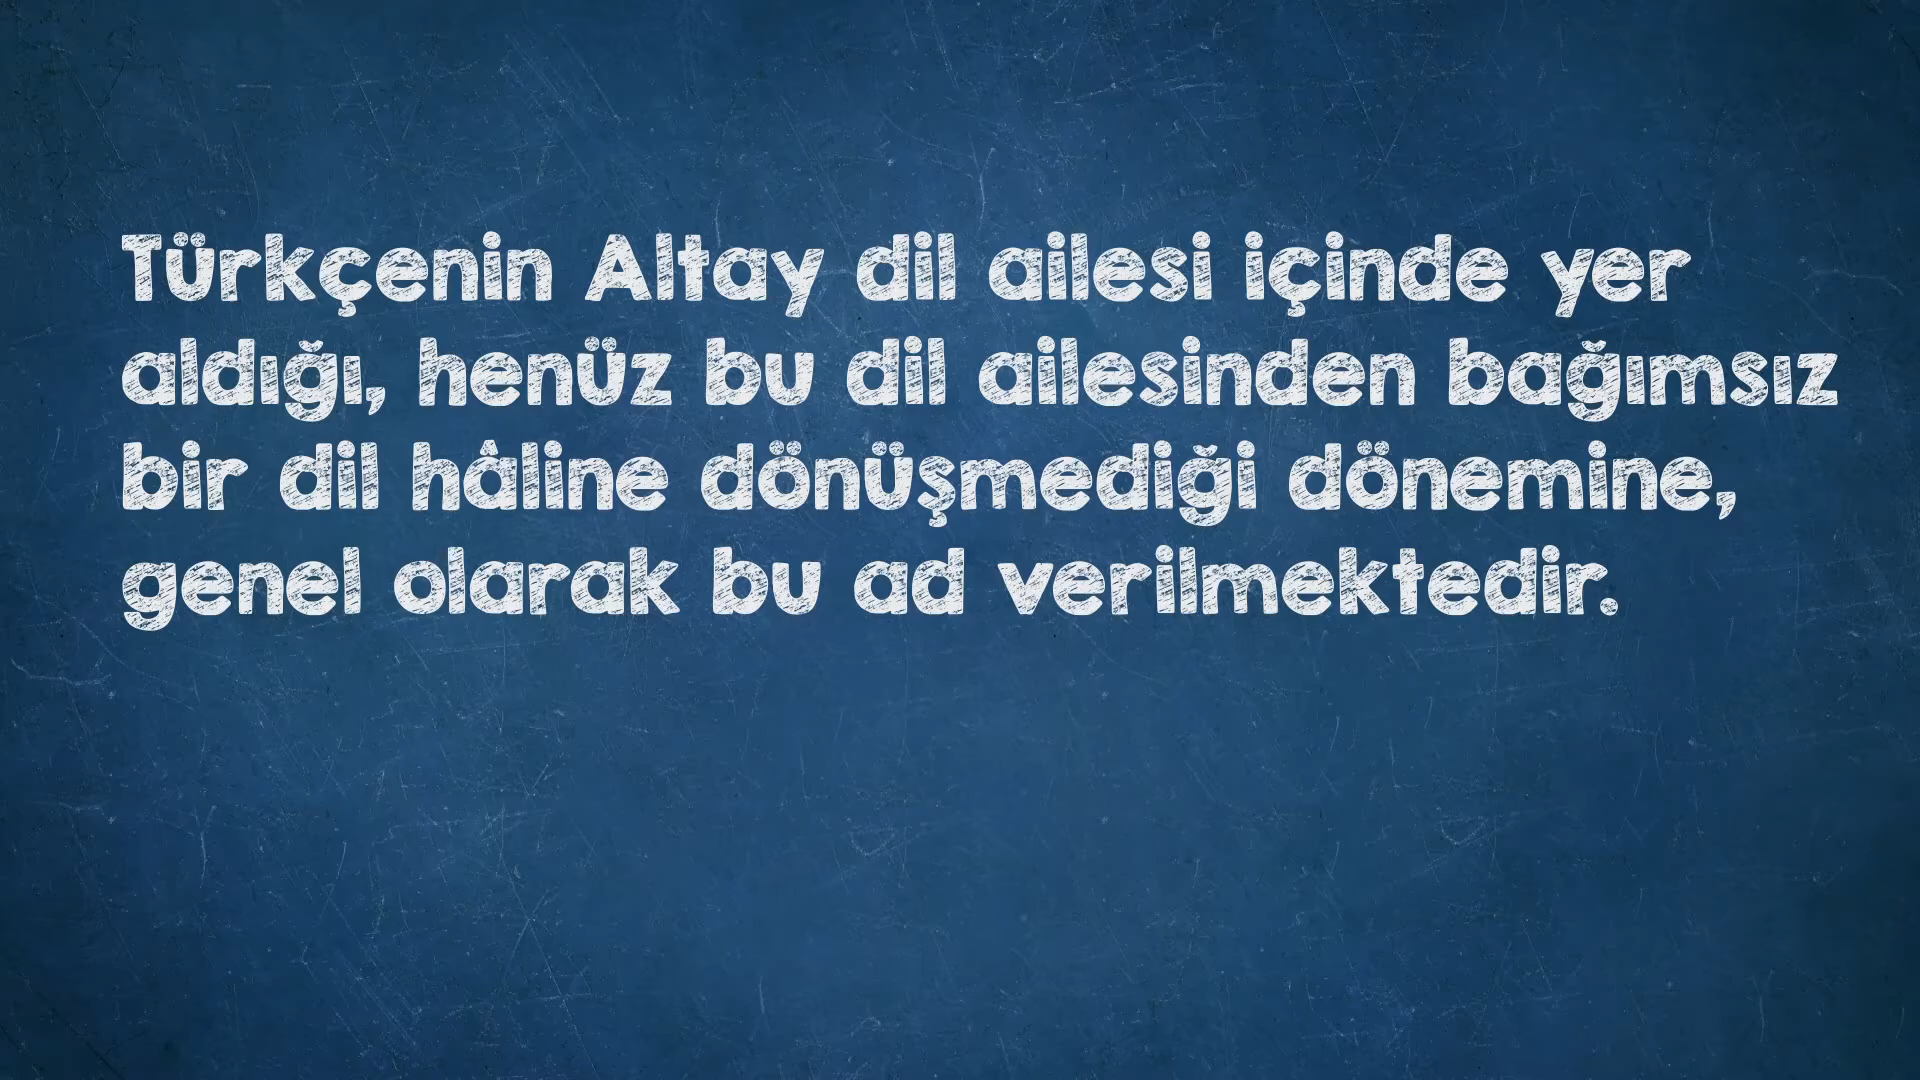 Türkçenin Altay dil ailesi içinde yer
aldığı, henüz bu dil ailesinden bağımsız
bir dil hâline dönüşmediği dönemine,
genel olarak bu ad verilmektedir.